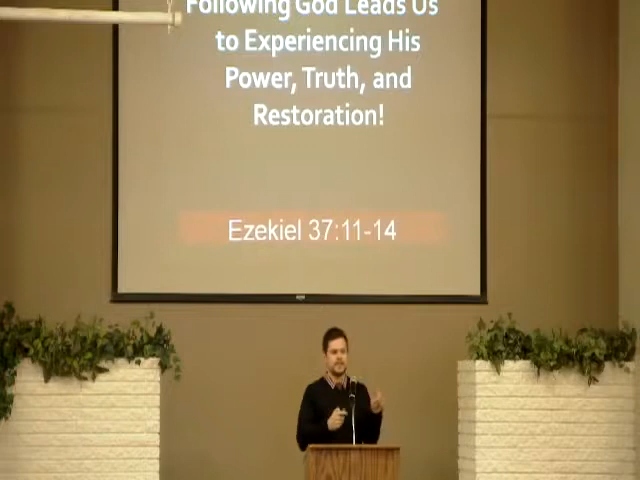 Following God Leads Us
to Experiencing His
Power, Truth, and
Restoration!
Ezekiel 37:11-14